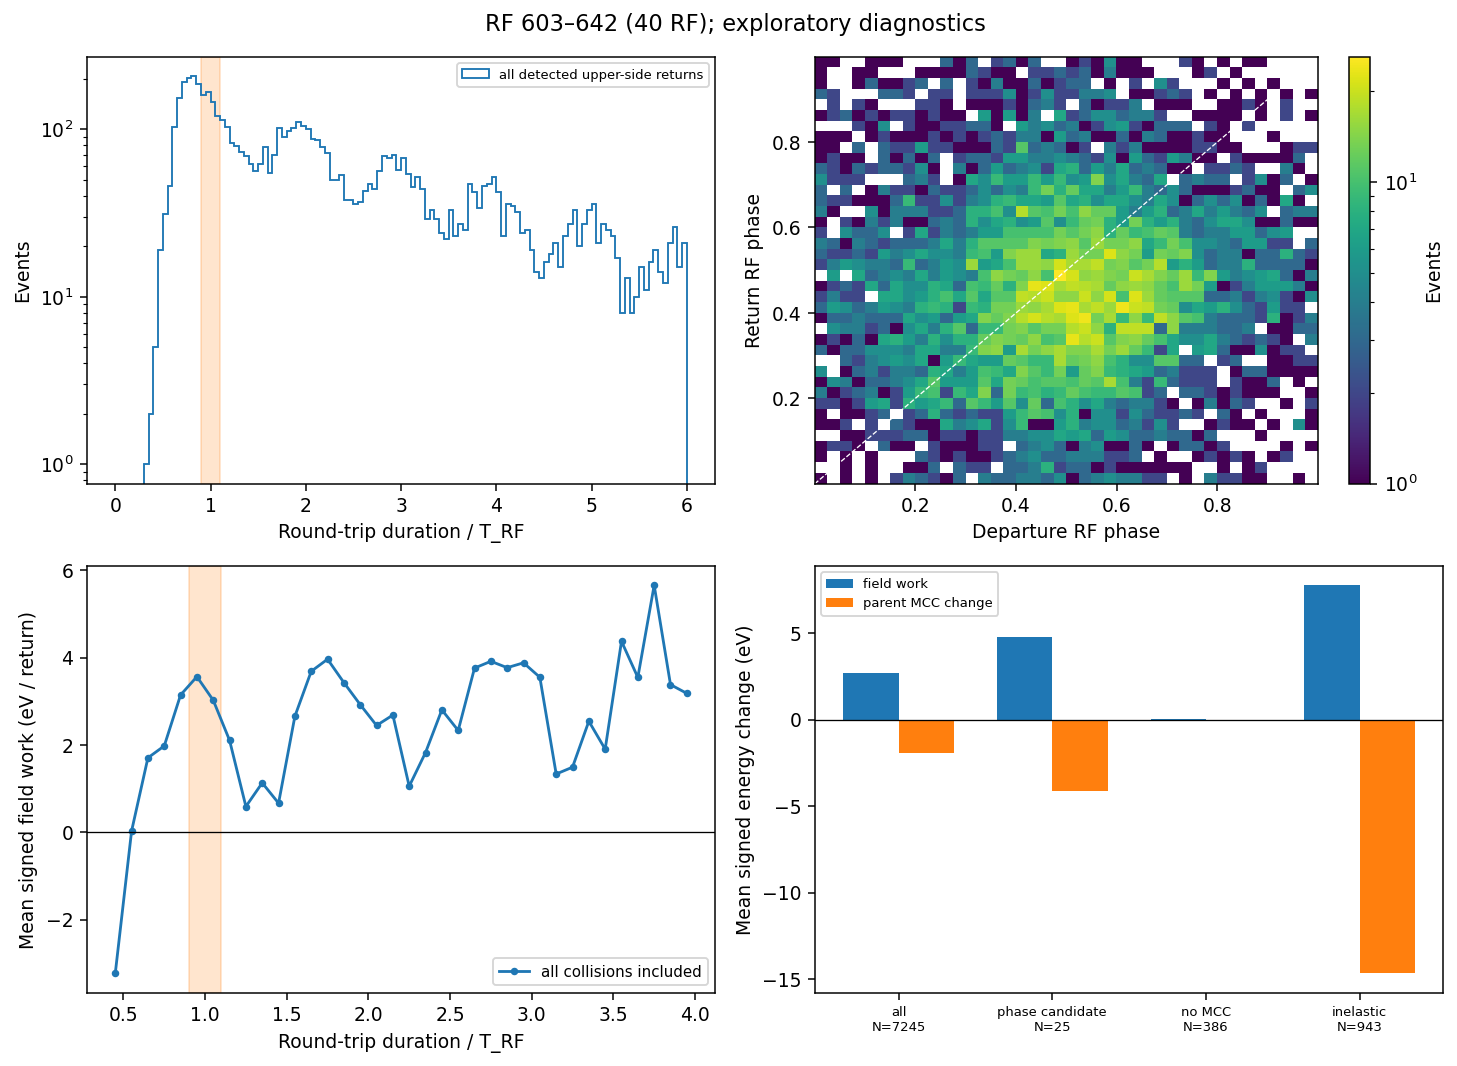 RF 603–642 (40 RF); exploratory diagnostics
all detected upper-side returns
Events
10²
10¹
10⁰
0 1 2 3 4 5 6
Round-trip duration / T_RF
Return RF phase
0.8
0.6
0.4
0.2
0.2 0.4 0.6 0.8
Departure RF phase
10¹
10⁰
Events
Mean signed field work (eV / return)
6
4
2
0
−2
all collisions included
0.5 1.0 1.5 2.0 2.5 3.0 3.5 4.0
Round-trip duration / T_RF
Mean signed energy change (eV)
field work
parent MCC change
5
0
−5
−10
−15
all
N=7245
phase candidate
N=25
no MCC
N=386
inelastic
N=943